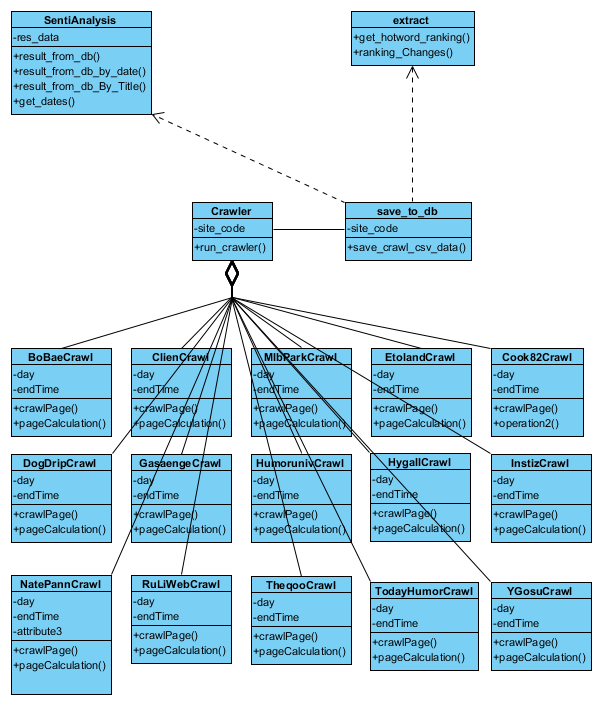 SentiAnalysis
-res_data
+result_from_db()
+result_from_db_by_date()
+result_from_db_By_Title()
+get_dates()
extract
+get_hotword_ranking()
+ranking_Changes()
Crawler
-site_code
+run_crawler()
save_to_db
-site_code
+save_crawl_csv_data()
BoBaeCrawl
-day
-endTime
+crawlPage()
+pageCalculation()
ClienCrawl
-day
-endTime
+crawlPage()
+pageCalculation()
MlbParkCrawl
-day
-endTime
+crawlPage()
+pageCalculation()
EtolandCrawl
-day
-endTime
+crawlPage()
+pageCalculation()
Cook82Crawl
-day
-endTime
+crawlPage()
+operation2()
DogDripCrawl
-day
-endTime
+crawlPage()
+pageCalculation()
GasaengeCrawl
-day
-endTime
+crawlPage()
+pageCalculation()
HumorunivCrawl
-day
-endTime
+crawlPage()
+pageCalculation()
HygallCrawl
-day
-endTime
+crawlPage()
+pageCalculation()
InstizCrawl
-day
-endTime
+crawlPage()
+pageCalculation()
NatePannCrawl
-day
-endTime
-attribute3
+crawlPage()
+pageCalculation()
RuLiWebCrawl
-day
-endTime
+crawlPage()
+pageCalculation()
TheqooCrawl
-day
-endTime
+crawlPage()
+pageCalculation()
TodayHumorCrawl
-day
-endTime
+crawlPage()
+pageCalculation()
YGosuCrawl
-day
-endTime
+crawlPage()
+pageCalculation()